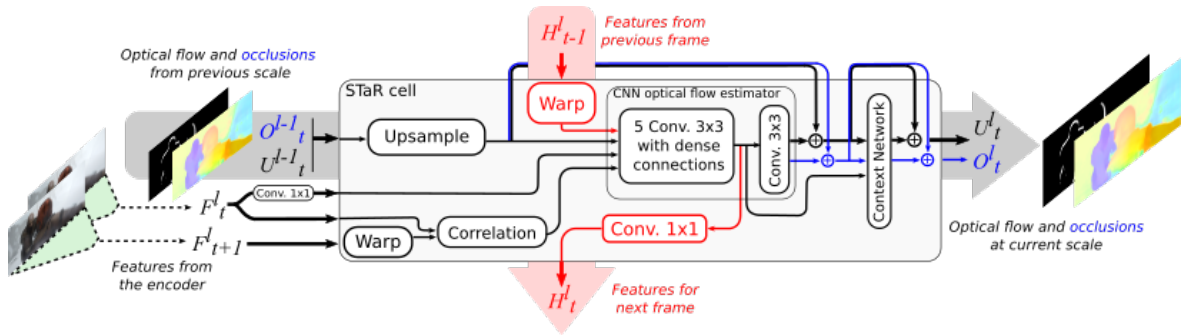 Optical flow and occlusions
from previous scale
H^l_{t-1}
Features from
previous frame
STaR cell
Warp
CNN optical flow estimator
O^{l-1}_t
U^{l-1}_t
Upsample
5 Conv. 3x3
with dense
connections
Conv. 3x3
Context Network
U^l_t
O^l_t
F^l_t
Conv. 1x1
F^l_{t+1}
Warp
Correlation
Conv. 1x1
Features from
the encoder
H^l_t
Features for
next frame
Optical flow and occlusions
at current scale